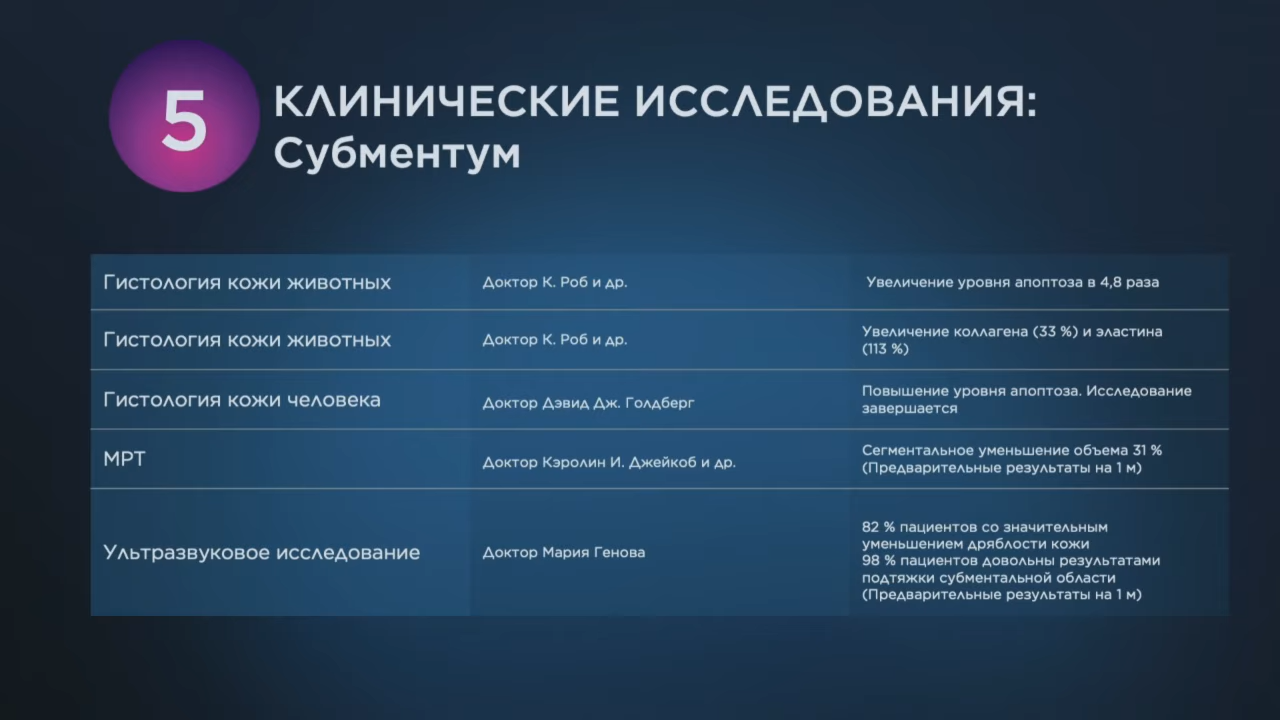 5
КЛИНИЧЕСКИЕ ИССЛЕДОВАНИЯ:
Субментум
Гистология кожи животных
Доктор К. Роб и др.
Увеличение уровня апоптоза в 4,8 раза
Гистология кожи животных
Доктор К. Роб и др.
Увеличение коллагена (33 %) и эластина
(113 %)
Гистология кожи человека
Доктор Дэвид Дж. Голдберг
Повышение уровня апоптоза. Исследование
завершается
МРТ
Доктор Кэролин И. Джейкоб и др.
Сегментальное уменьшение объема 31 %
(Предварительные результаты на 1 м)
Ультразвуковое исследование
Доктор Мария Генова
82 % пациентов со значительным
уменьшением дряблости кожи
98 % пациентов довольны результатами
подтяжки субментальной области
(Предварительные результаты на 1 м)